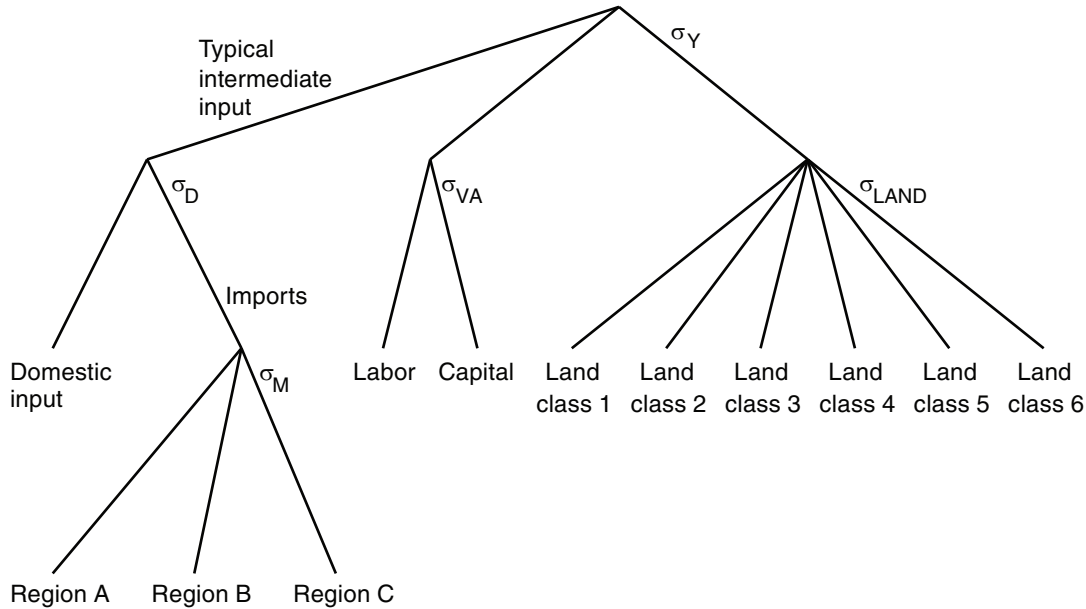 σY
Typical
intermediate
input
σD
σVA
σLAND
Imports
Domestic
input
σM
Labor
Capital
Land
class 1
Land
class 2
Land
class 3
Land
class 4
Land
class 5
Land
class 6
Region A
Region B
Region C